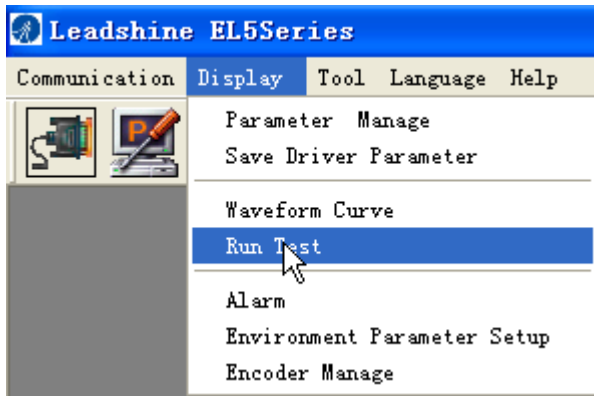 Leadshine EL5Series
Communication Display Tool Language Help
P
Parameter Manage
Save Driver Parameter
Waveform Curve
Run Test
Alarm
Environment Parameter Setup
Encoder Manage